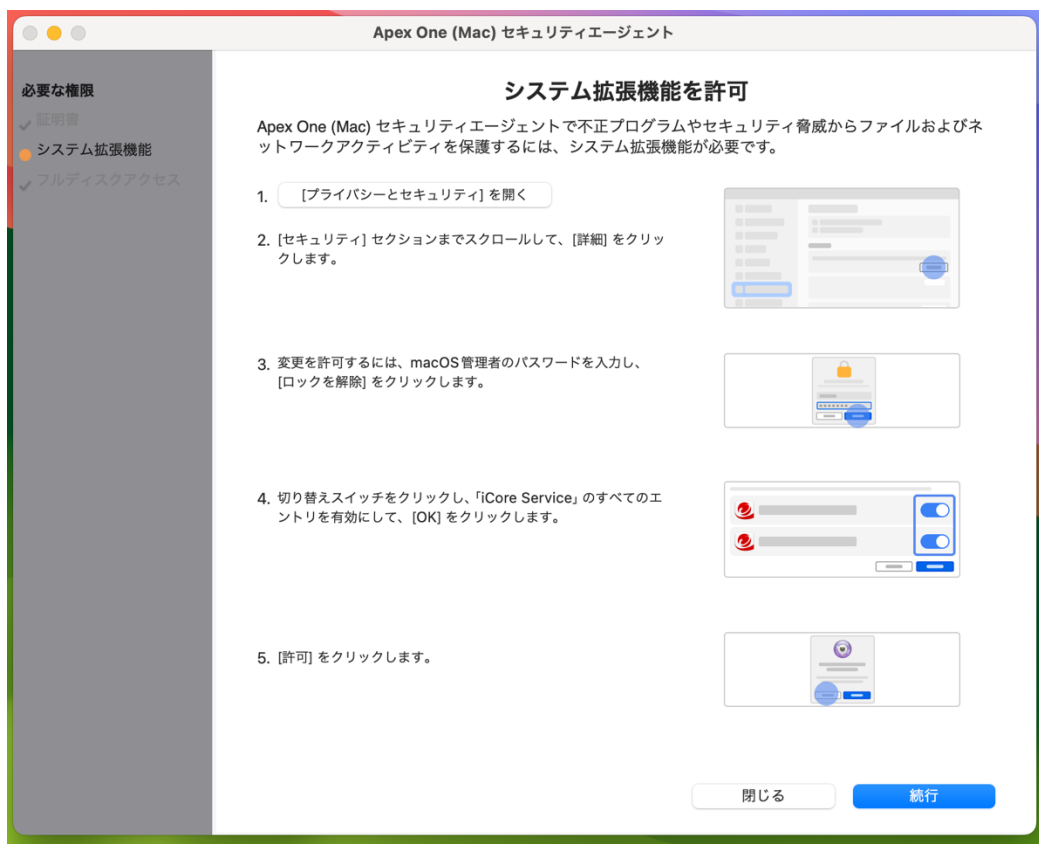 Apex One (Mac) セキュリティエージェント
必要な権限
証明書
システム拡張機能
フルディスクアクセス
システム拡張機能を許可
Apex One (Mac) セキュリティエージェントで不正プログラムやセキュリティ脅威からファイルおよびネ
ットワークアクティビティを保護するには、システム拡張機能が必要です。
1. [プライバシーとセキュリティ] を開く
2. [セキュリティ] セクションまでスクロールして、[詳細] をクリッ
クします。
3. 変更を許可するには、macOS管理者のパスワードを入力し、
[ロックを解除] をクリックします。
4. 切り替えスイッチをクリックし、「iCore Service」のすべてのエ
ントリを有効にして、[OK] をクリックします。
5. [許可] をクリックします。
閉じる
続行